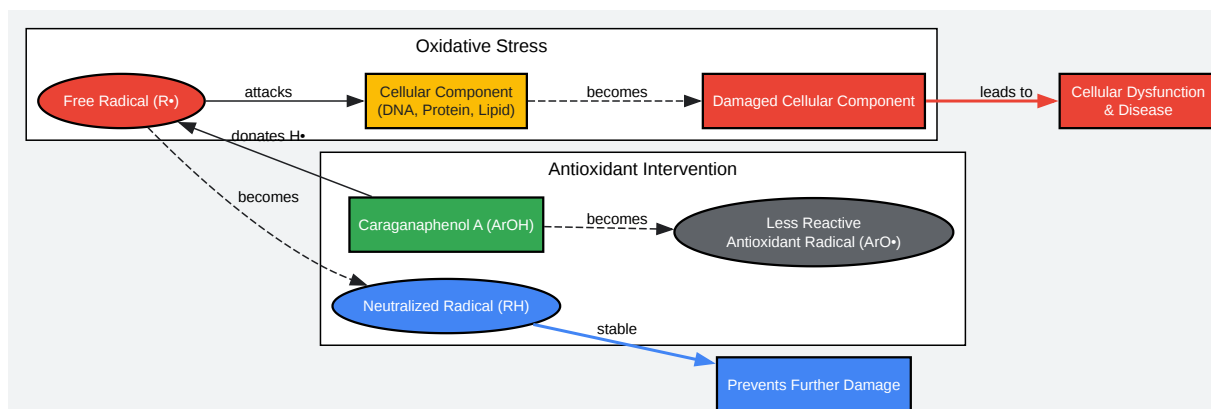 Oxidative Stress
Free Radical (R•)
attacks
Cellular Component
(DNA, Protein, Lipid)
becomes
Damaged Cellular Component
leads to
Cellular Dysfunction
& Disease
donates H•
Antioxidant Intervention
becomes
Caraganaphenol A (ArOH)
becomes
Less Reactive
Antioxidant Radical (ArO•)
Neutralized Radical (RH)
stable
Prevents Further Damage